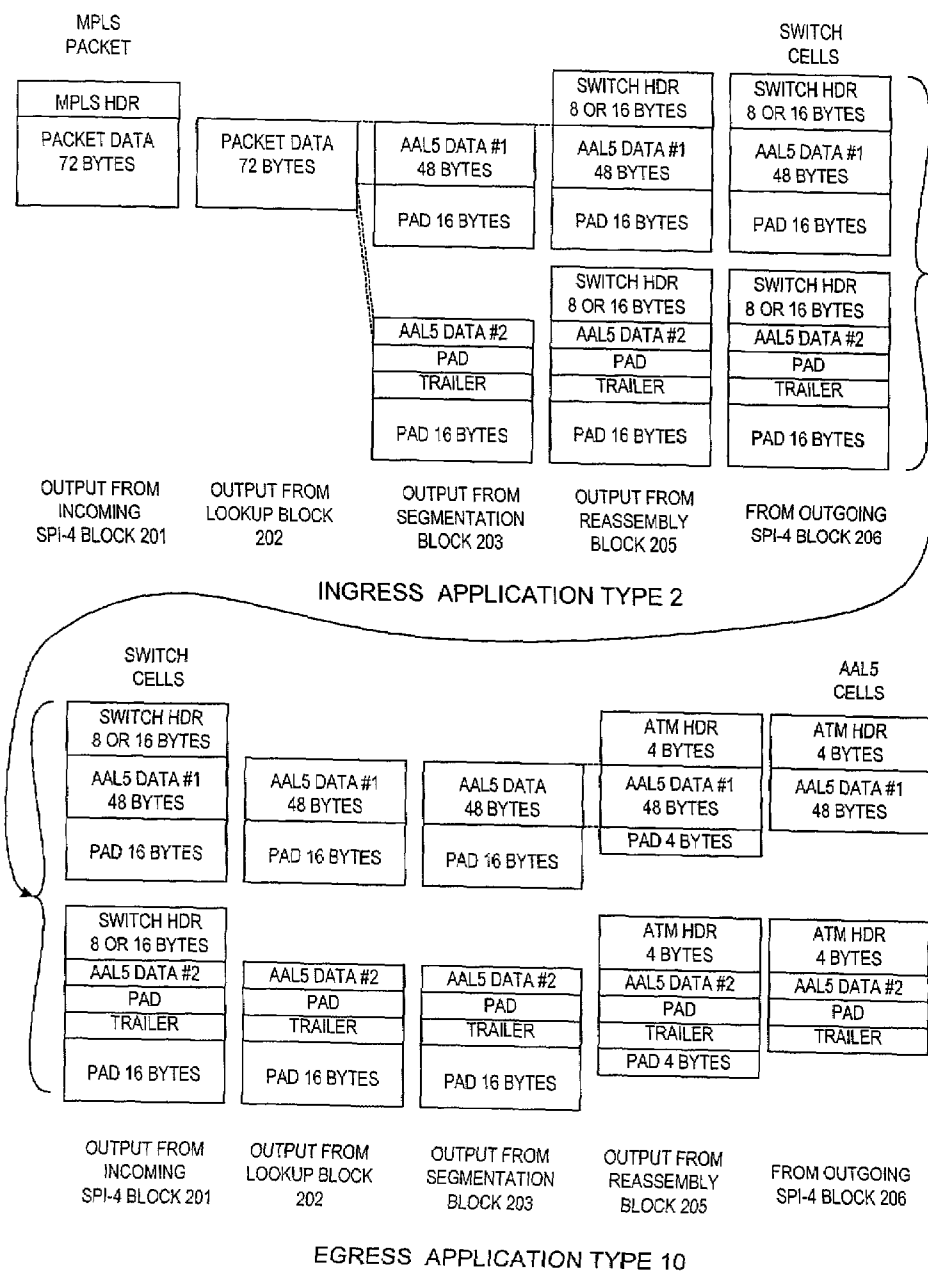 MPLS
PACKET
MPLS HDR
PACKET DATA
72 BYTES
OUTPUT FROM
INCOMING
SPI-4 BLOCK 201
PACKET DATA
72 BYTES
OUTPUT FROM
LOOKUP BLOCK
202
AAL5 DATA #1
48 BYTES
PAD 16 BYTES
AAL5 DATA #2
PAD
TRAILER
PAD 16 BYTES
OUTPUT FROM
SEGMENTATION
BLOCK 203
SWITCH HDR
8 OR 16 BYTES
AAL5 DATA #1
48 BYTES
PAD 16 BYTES
SWITCH HDR
8 OR 16 BYTES
AAL5 DATA #2
PAD
TRAILER
PAD 16 BYTES
OUTPUT FROM
REASSEMBLY
BLOCK 205
SWITCH
CELLS
SWITCH HDR
8 OR 16 BYTES
AAL5 DATA #1
48 BYTES
PAD 16 BYTES
SWITCH HDR
8 OR 16 BYTES
AAL5 DATA #2
PAD
TRAILER
PAD 16 BYTES
FROM OUTGOING
SPI-4 BLOCK 206
INGRESS APPLICATION TYPE 2
SWITCH
CELLS
SWITCH HDR
8 OR 16 BYTES
AAL5 DATA #1
48 BYTES
PAD 16 BYTES
SWITCH HDR
8 OR 16 BYTES
AAL5 DATA #2
PAD
TRAILER
PAD 16 BYTES
OUTPUT FROM
INCOMING
SPI-4 BLOCK 201
AAL5 DATA #1
48 BYTES
PAD 16 BYTES
AAL5 DATA #2
PAD
TRAILER
PAD 16 BYTES
OUTPUT FROM
LOOKUP BLOCK
202
AAL5 DATA
48 BYTES
PAD 16 BYTES
AAL5 DATA #2
PAD
TRAILER
PAD 16 BYTES
OUTPUT FROM
SEGMENTATION
BLOCK 203
ATM HDR
4 BYTES
AAL5 DATA #1
48 BYTES
PAD 4 BYTES
ATM HDR
4 BYTES
AAL5 DATA #2
PAD
TRAILER
PAD 4 BYTES
OUTPUT FROM
REASSEMBLY
BLOCK 205
AAL5
CELLS
ATM HDR
4 BYTES
AAL5 DATA #1
48 BYTES
ATM HDR
4 BYTES
AAL5 DATA #2
PAD
TRAILER
FROM OUTGOING
SPI-4 BLOCK 206
EGRESS APPLICATION TYPE 10